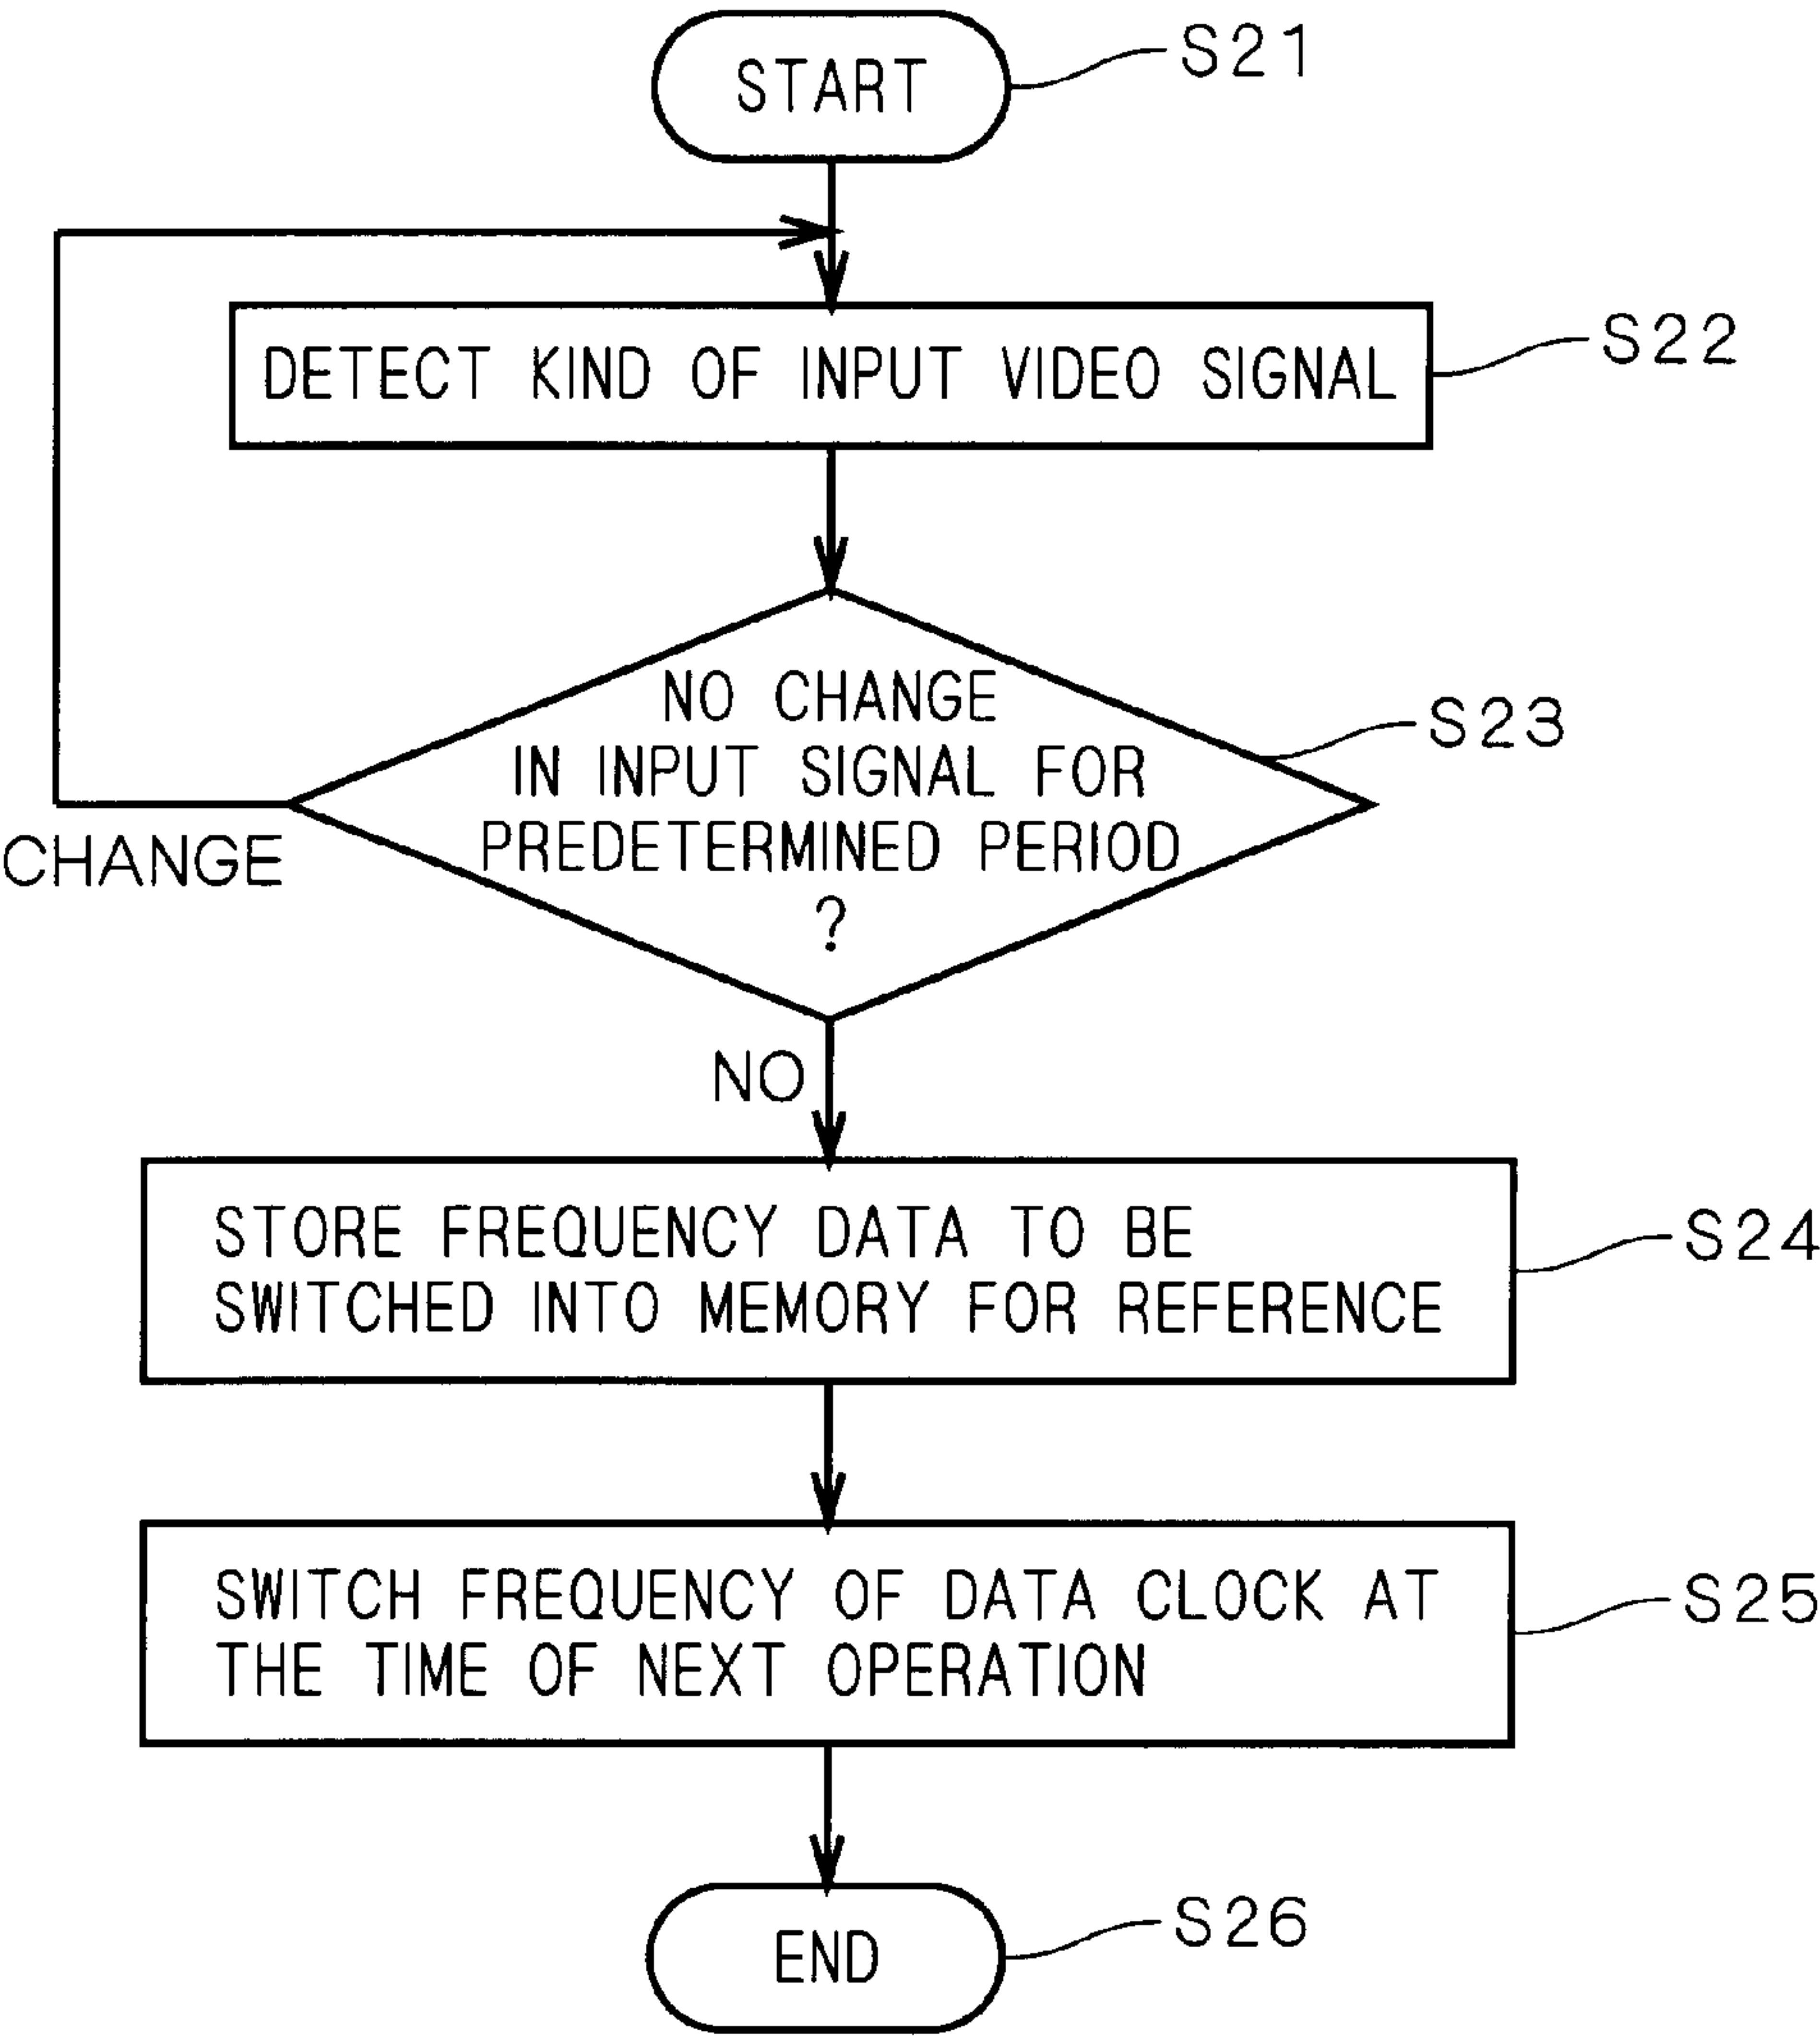 START
S21
DETECT KIND OF INPUT VIDEO SIGNAL
S22
NO CHANGE
IN INPUT SIGNAL FOR
PREDETERMINED PERIOD
?
S23
CHANGE
NO
STORE FREQUENCY DATA TO BE
SWITCHED INTO MEMORY FOR REFERENCE
S24
SWITCH FREQUENCY OF DATA CLOCK AT
THE TIME OF NEXT OPERATION
S25
END
S26